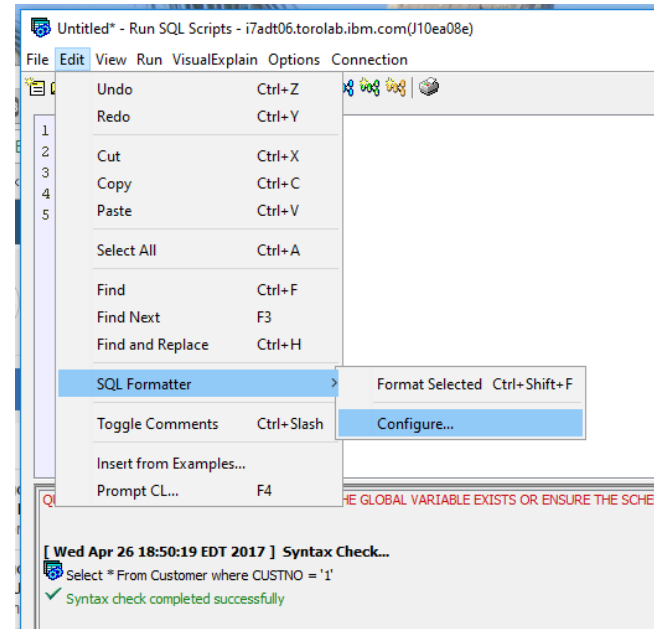 Untitled* - Run SQL Scripts - i7adt06.torolab.ibm.com(J10ea08e)
File Edit View Run VisualExplain Options Connection
1
2
3
4
5
Undo Ctrl+Z
Redo Ctrl+Y
Cut Ctrl+X
Copy Ctrl+C
Paste Ctrl+V
Select All Ctrl+A
Find Ctrl+F
Find Next F3
Find and Replace Ctrl+H
SQL Formatter >
Format Selected Ctrl+Shift+F
Toggle Comments Ctrl+Slash
Configure...
Insert from Examples...
Prompt CL... F4
GLOBAL VARIABLE EXISTS OR ENSURE THE
[ Wed Apr 26 18:50:19 EDT 2017 ] Syntax Check...
Select * From Customer where CUSTNO = '1'
Syntax check completed successfully